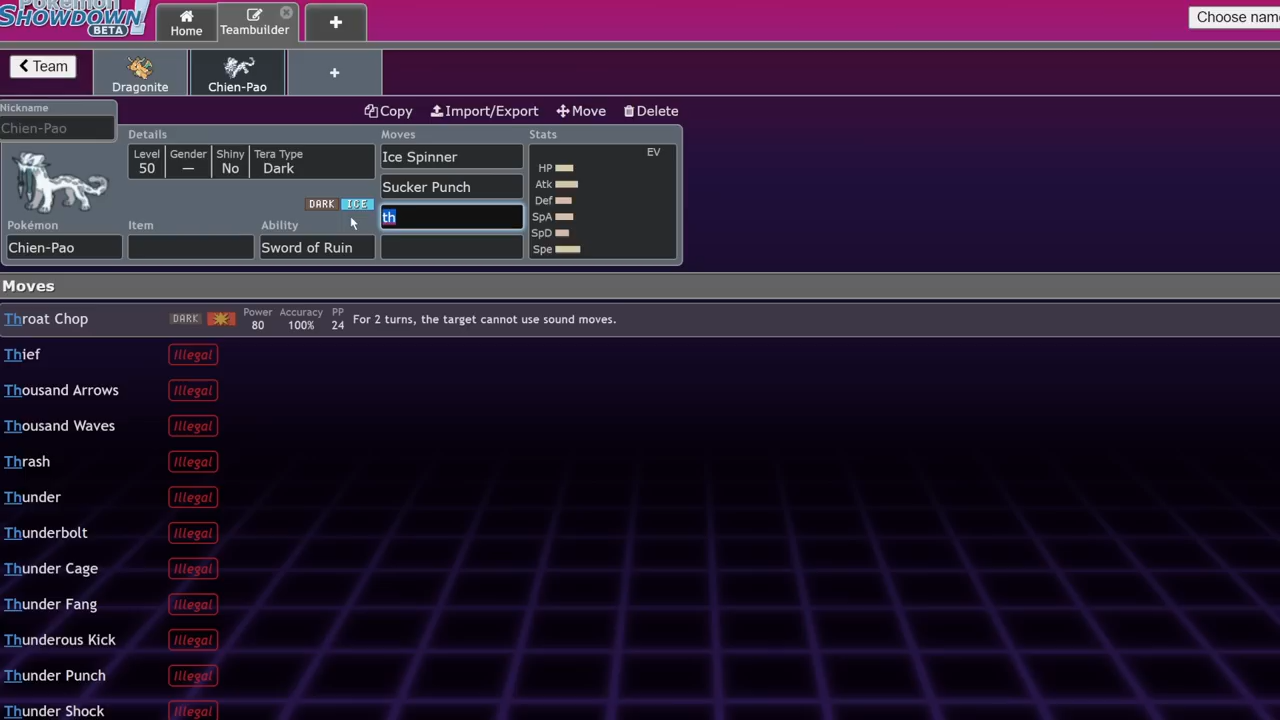 Pokémon
SHOWDOWN!
BETA
Home
Teambuilder
+
Choose name
Team
Dragonite
Chien-Pao
+
Copy
Import/Export
Move
Delete
Nickname
Chien-Pao
Details
Level
50
Gender
—
Shiny
No
Tera Type
Dark
DARK
ICE
Pokémon
Chien-Pao
Item
Ability
Sword of Ruin
Moves
Ice Spinner
Sucker Punch
th
Stats
EV
HP
Atk
Def
SpA
SpD
Spe
Moves
Throat Chop DARK Power 80 Accuracy 100% PP 24 For 2 turns, the target cannot use sound moves.
Thief Illegal
Thousand Arrows Illegal
Thousand Waves Illegal
Thrash Illegal
Thunder Illegal
Thunderbolt Illegal
Thunder Cage Illegal
Thunder Fang Illegal
Thunderous Kick Illegal
Thunder Punch Illegal
Thunder Shock Illegal